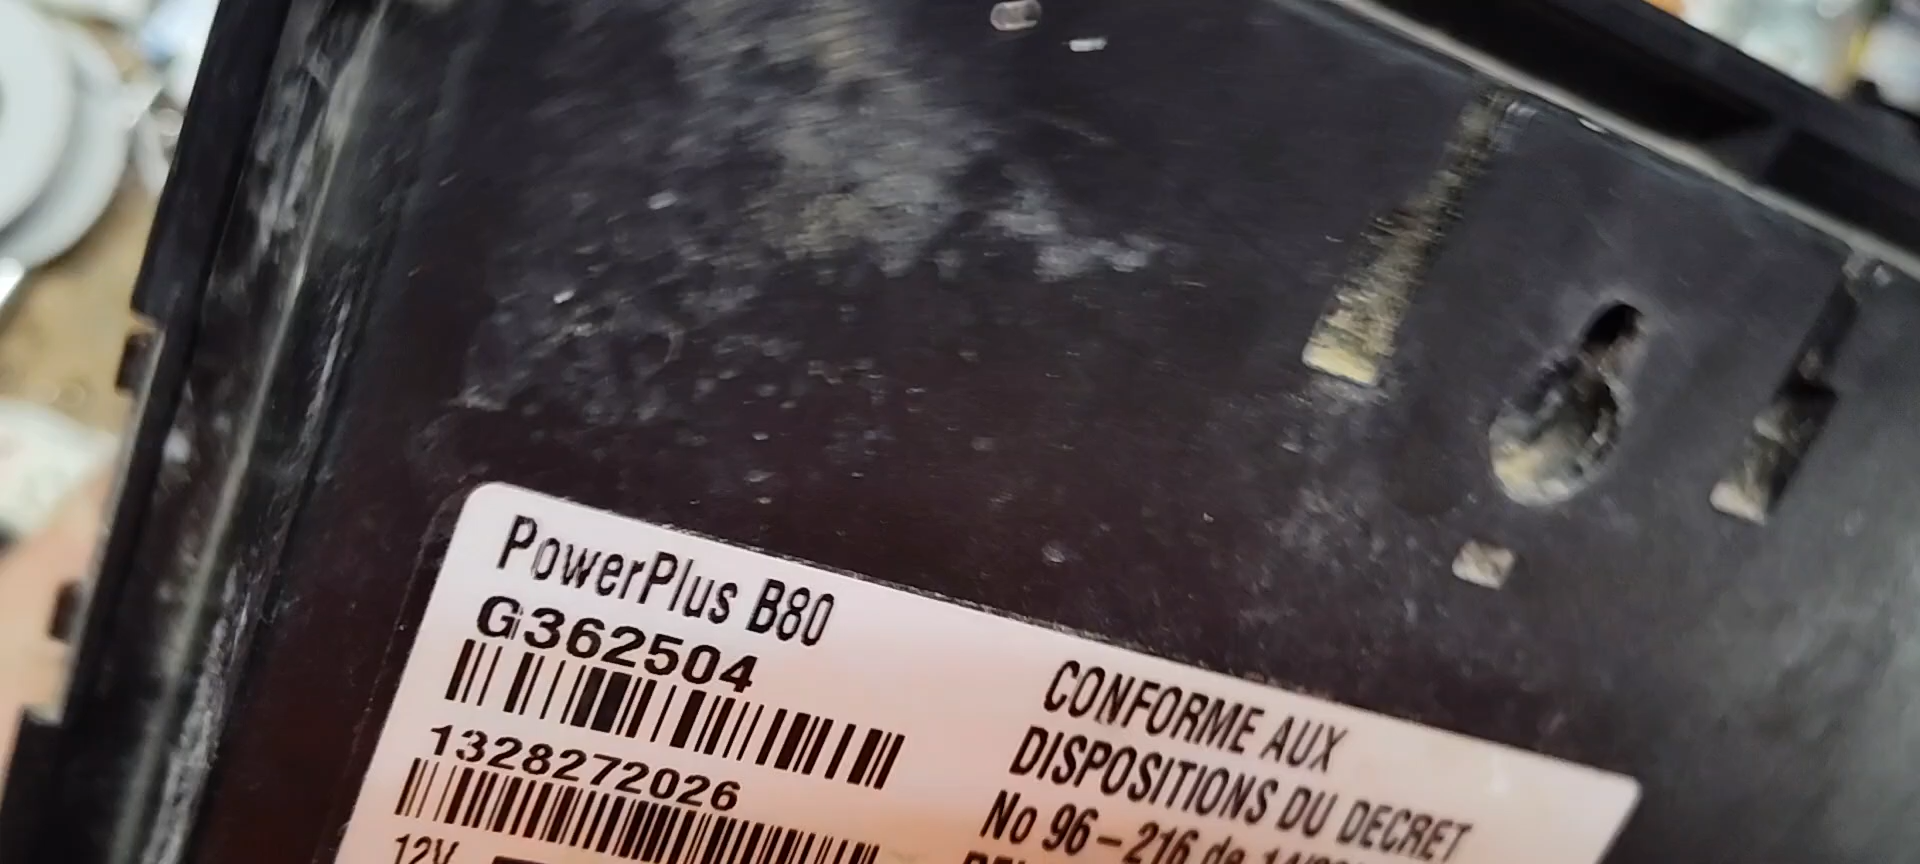 PowerPlus B80
G362504
1328272026
12V
CONFORME AUX
DISPOSITIONS DU DECRET
No 96-216 de